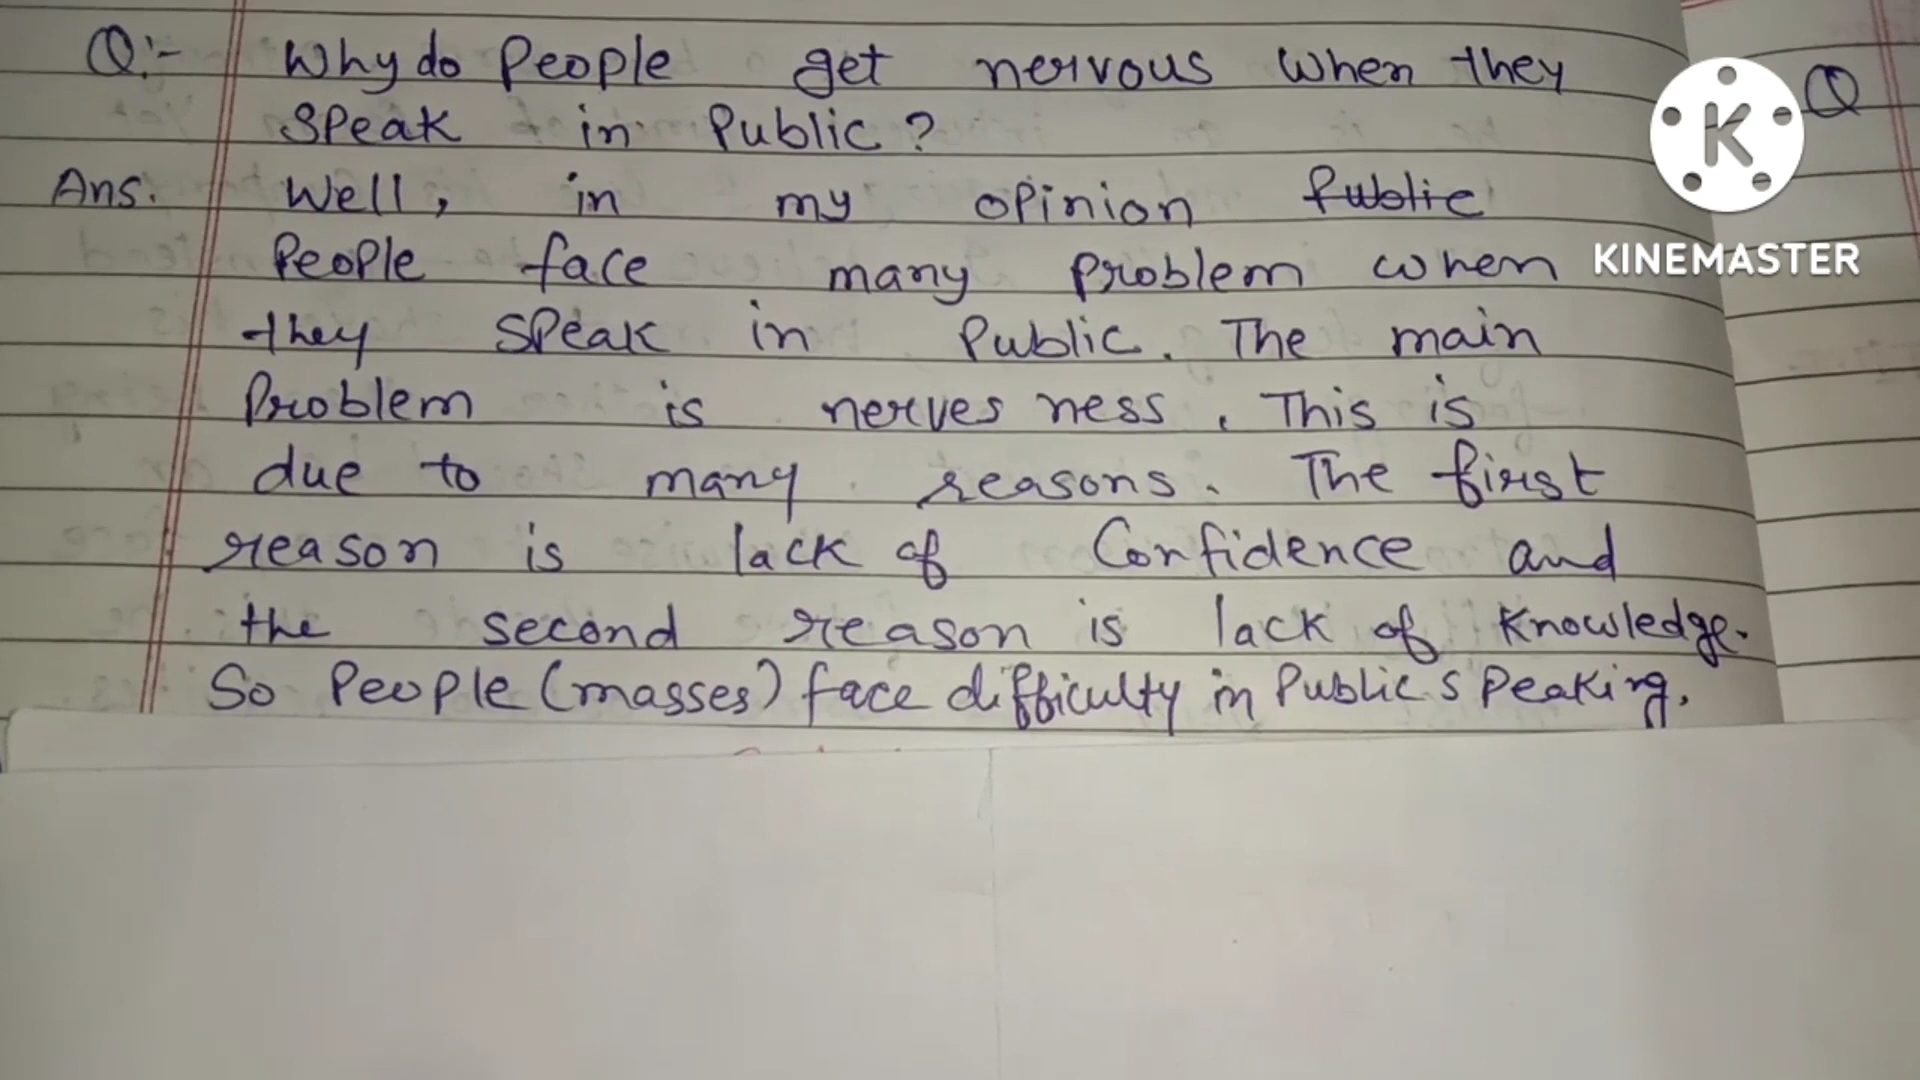 Q:- Why do People get nervous when they
Speak in Public?
Ans. Well, in my opinion Public
People face many problem when
they speak in Public. The main
Problem is nerves ness. This is
due to many reasons. The first
reason is lack of Confidence and
the second reason is lack of Knowledge.
So People (masses) face difficulty in Public speaking.
Q
K
KINEMASTER